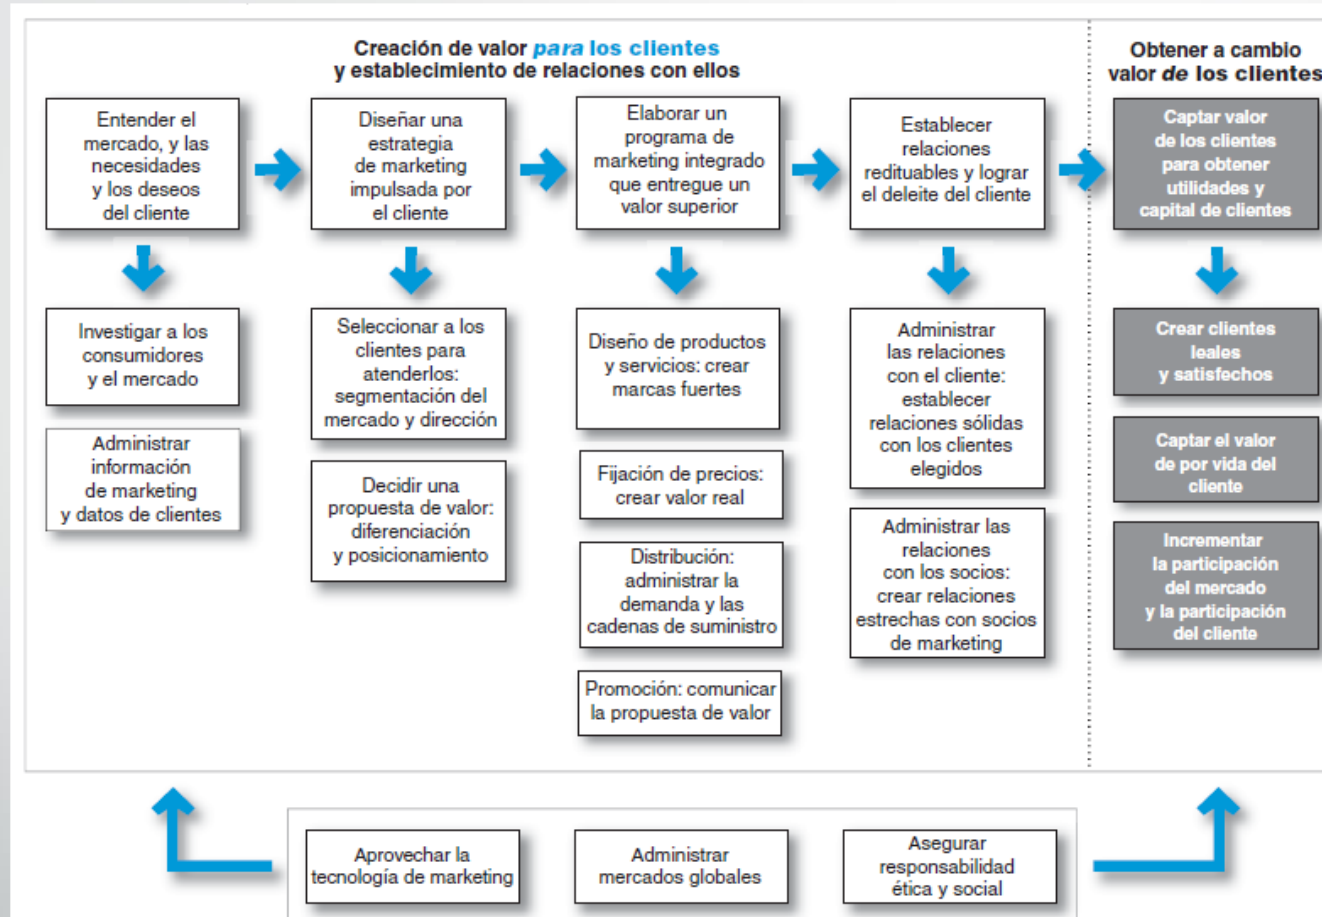 Creación de valor para los clientes
y establecimiento de relaciones con ellos
Obtener a cambio
valor de los clientes
Entender el
mercado, y las
necesidades
y los deseos
del cliente
Diseñar una
estrategia
de marketing
impulsada por
el cliente
Elaborar un
programa de
marketing integrado
que entregue un
valor superior
Establecer
relaciones
redituables y lograr
el deleite del cliente
Captar valor
de los clientes
para obtener
utilidades y
capital de clientes
Investigar a los
consumidores
y el mercado
Administrar
información
de marketing
y datos de clientes
Seleccionar a los
clientes para
atenderlos:
segmentación del
mercado y dirección
Decidir una
propuesta de valor:
diferenciación
y posicionamiento
Diseño de productos
y servicios: crear
marcas fuertes
Fijación de precios:
crear valor real
Distribución:
administrar la
demanda y las
cadenas de suministro
Promoción: comunicar
la propuesta de valor
Administrar
las relaciones
con el cliente:
establecer
relaciones sólidas
con los clientes
elegidos
Administrar las
relaciones
con los socios:
crear relaciones
estrechas con socios
de marketing
Crear clientes
leales
y satisfechos
Captar el valor
de por vida del
cliente
Incrementar
la participación
del mercado
y la participación
del cliente
Aprovechar la
tecnología de marketing
Administrar
mercados globales
Asegurar
responsabilidad
ética y social